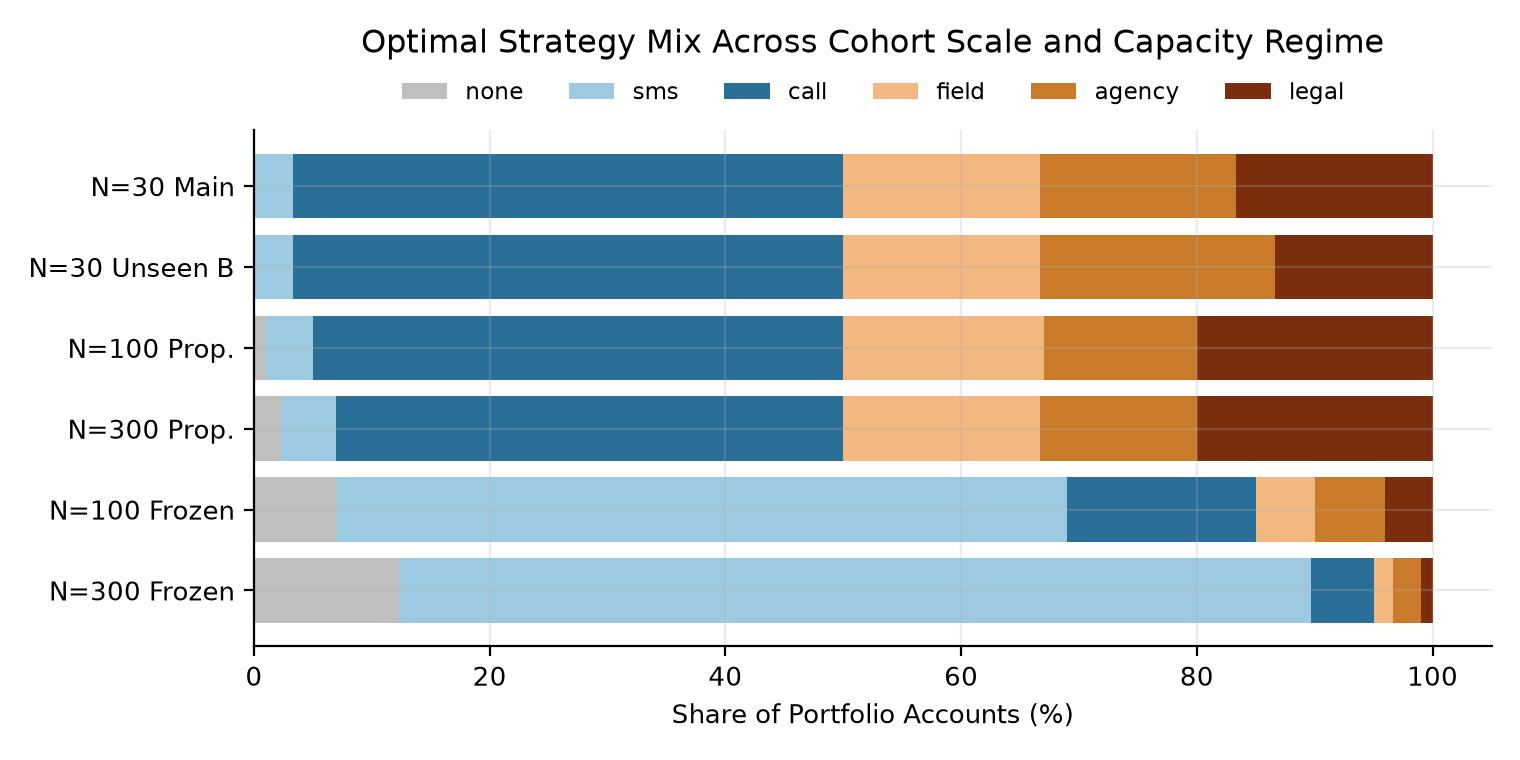 Optimal Strategy Mix Across Cohort Scale and Capacity Regime
none sms call field agency legal
N=30 Main
N=30 Unseen B
N=100 Prop.
N=300 Prop.
N=100 Frozen
N=300 Frozen
0 20 40 60 80 100
Share of Portfolio Accounts (%)